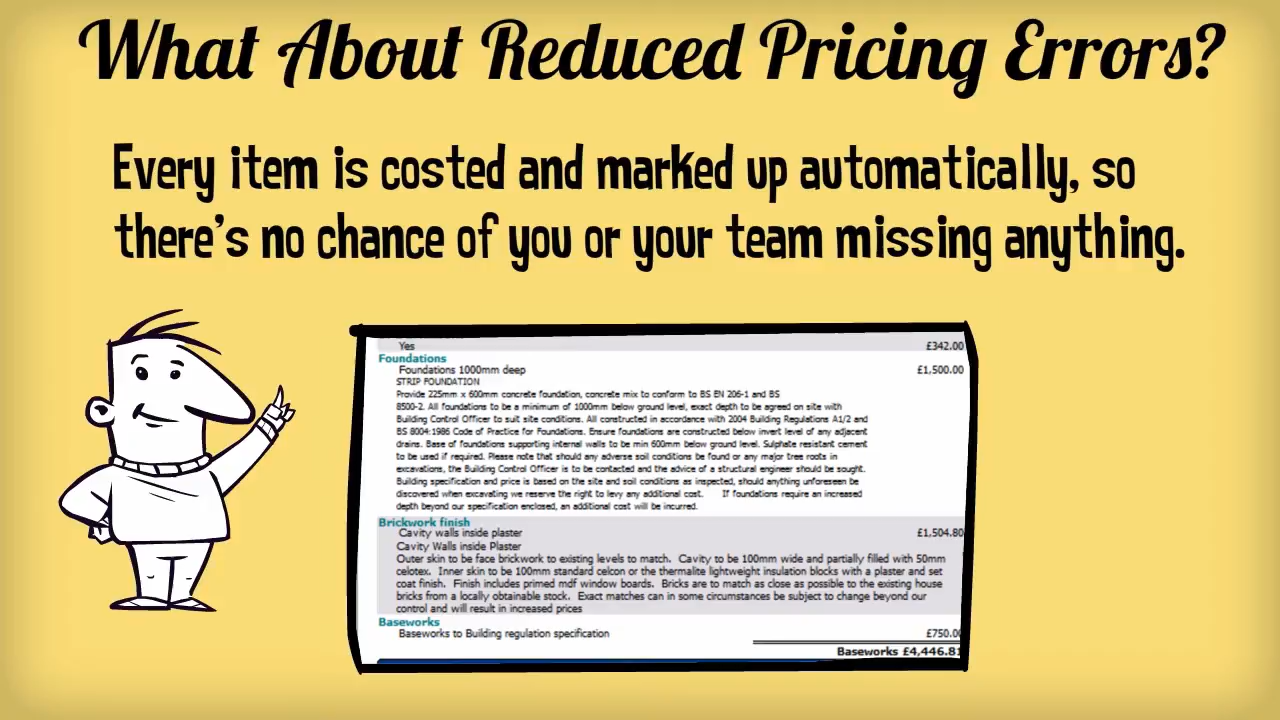 What About Reduced Pricing Errors?
Every item is costed and marked up automatically, so
there's no chance of you or your team missing anything.
Yes £342.00
Foundations
Foundations 1000mm deep £1,500.00
STRIP FOUNDATION
Provide 225mm x 600mm concrete foundation, concrete mix to conform to BS EN 206-1 and BS
8500-2. All foundations to be a minimum of 1000mm below ground level, exact depth to be agreed on site with
Building Control Officer to suit site conditions. All constructed in accordance with 2004 Building Regulations A1/2 and
BS 8004:1986 Code of Practice for Foundations. Ensure foundations are constructed below invert level of any adjacent
drains. Base of foundations supporting internal walls to be min 600mm below ground level. Sulphate resistant cement
to be used if required. Please note that should any adverse soil conditions be found or any major tree roots in
excavations, the Building Control Officer is to be contacted and the advice of a structural engineer should be sought.
Building specification and price is based on the site and soil conditions as inspected, should anything unforeseen be
discovered when excavating we reserve the right to levy any additional cost. If foundations require an increased
depth beyond our specification enclosed, an additional cost will be incurred.
Brickwork finish
Cavity walls inside plaster £1,504.80
Cavity Walls inside Plaster
Outer skin to be face brickwork to existing levels to match. Cavity to be 100mm wide and partially filled with 50mm
celotex. Inner skin to be 100mm standard celcon or the thermalite lightweight insulation blocks with a plaster and set
coat finish. Finish includes primed mdf window boards. Bricks are to match as close as possible to the existing house
bricks from a locally obtainable stock. Exact matches can in some circumstances be subject to change beyond our
control and will result in increased prices
Baseworks
Baseworks to Building regulation specification £750.00
Baseworks £4,446.81